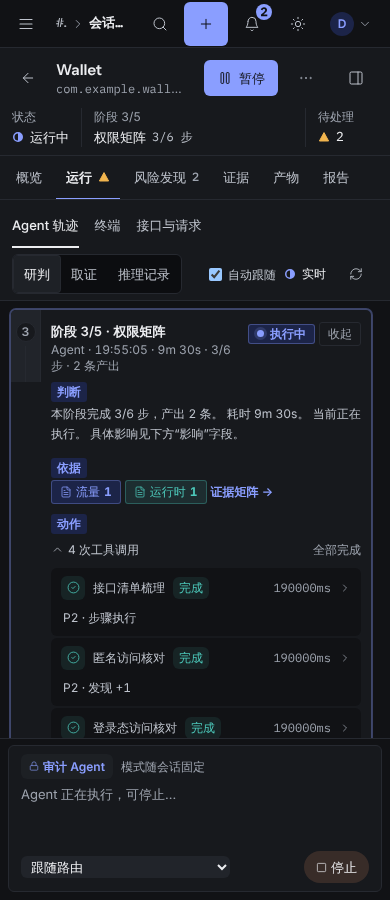 #. > 会话… 2 D
Wallet
com.example.wall…
暂停
状态 阶段 3/5 待处理
运行中 权限矩阵 3/6 步 2
概览 运行 风险发现 2 证据 产物 报告
Agent 轨迹 终端 接口与请求
研判 取证 推理记录 自动跟随 实时
3 阶段 3/5 · 权限矩阵 执行中 收起
Agent · 19:55:05 · 9m 30s · 3/6
步 · 2 条产出
判断
本阶段完成 3/6 步，产出 2 条。 耗时 9m 30s。 当前正在
执行。 具体影响见下方“影响”字段。
依据
流量 1 运行时 1 证据矩阵 →
动作
4 次工具调用 全部完成
接口清单梳理 完成 190000ms
P2 · 步骤执行
匿名访问核对 完成 190000ms
P2 · 发现 +1
登录态访问核对 完成 190000ms
审计 Agent 模式随会话固定
Agent 正在执行，可停止…
跟随路由 停止